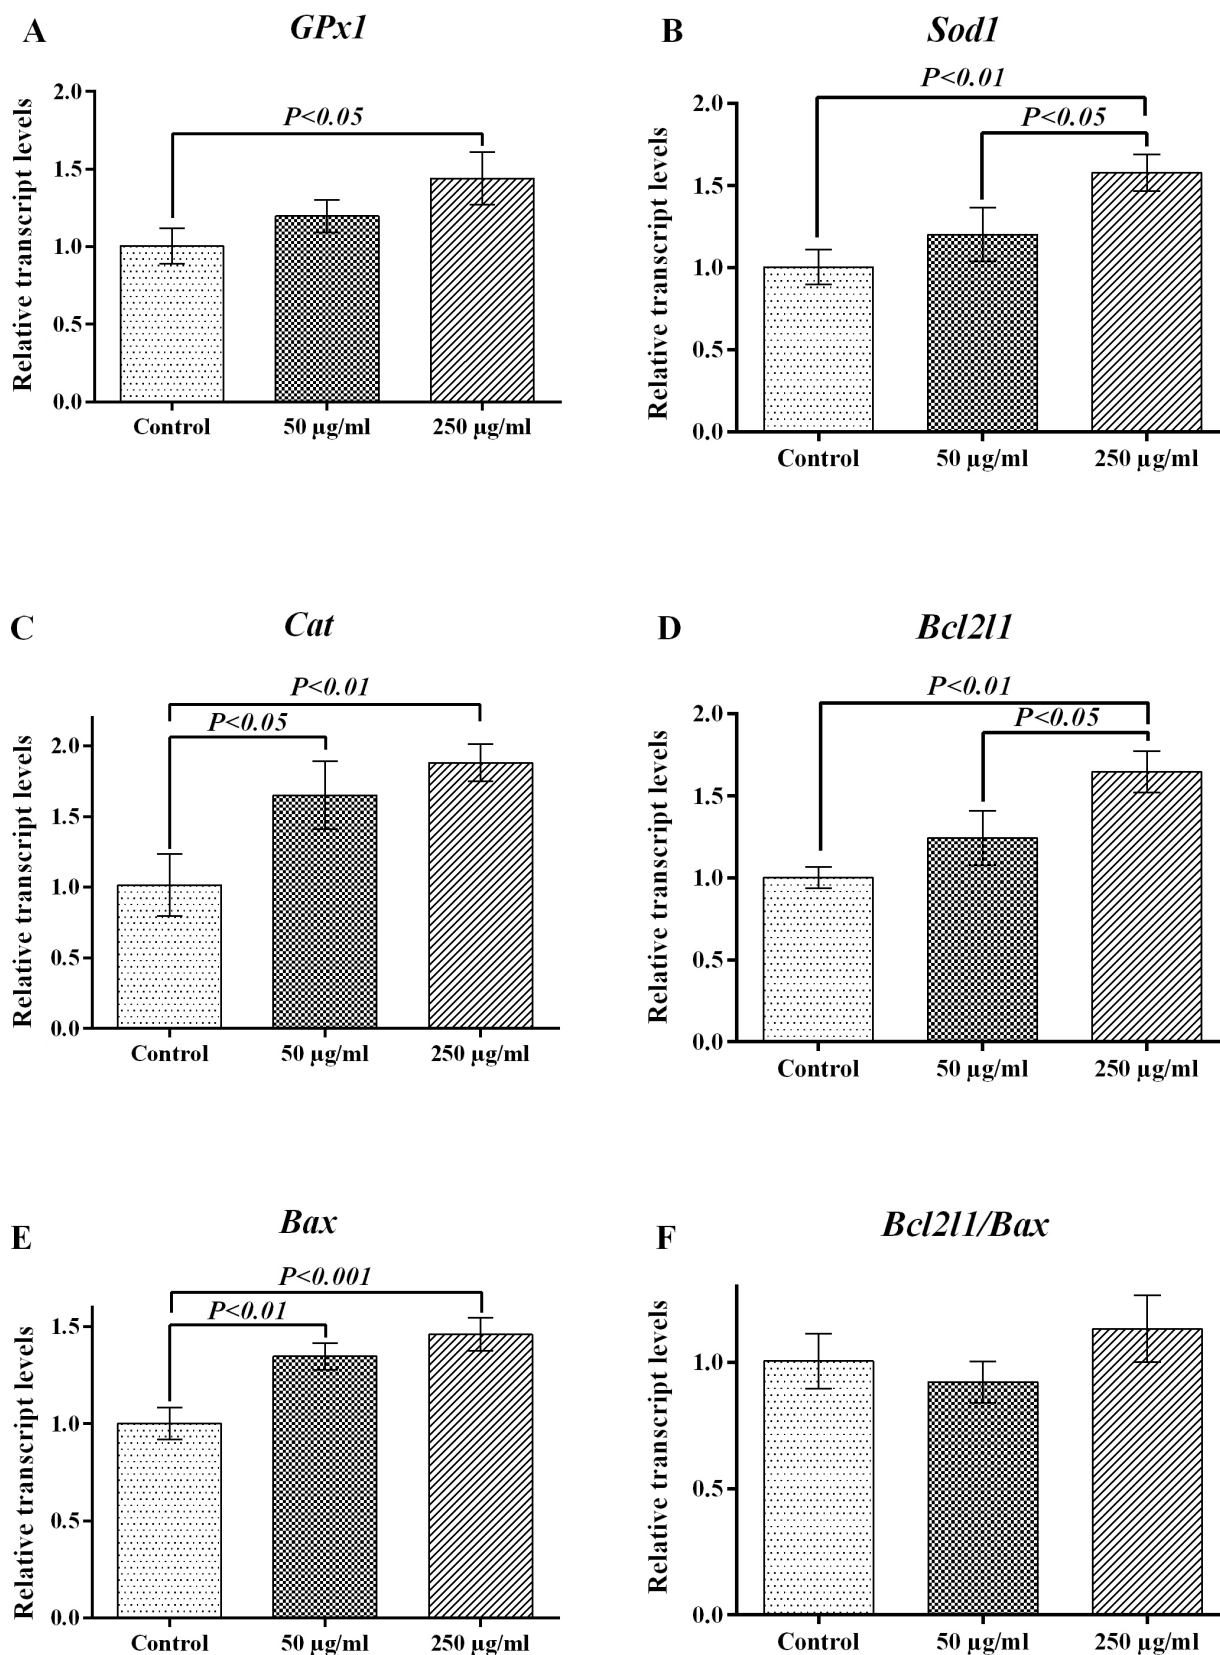 A
GPx1
P<0.05
Relative transcript levels
2.0
1.5
1.0
0.5
0.0
Control
50 µg/ml
250 µg/ml
B
Sod1
P<0.01
P<0.05
Relative transcript levels
2.0
1.5
1.0
0.5
0.0
Control
50 µg/ml
250 µg/ml
C
Cat
P<0.01
P<0.05
Relative transcript levels
2.0
1.5
1.0
0.5
0.0
Control
50 µg/ml
250 µg/ml
D
Bcl2l1
P<0.01
P<0.05
Relative transcript levels
2.0
1.5
1.0
0.5
0.0
Control
50 µg/ml
250 µg/ml
E
Bax
P<0.001
P<0.01
Relative transcript levels
1.5
1.0
0.5
0.0
Control
50 µg/ml
250 µg/ml
F
Bcl2l1/Bax
Relative transcript levels
1.0
0.5
0.0
Control
50 µg/ml
250 µg/ml